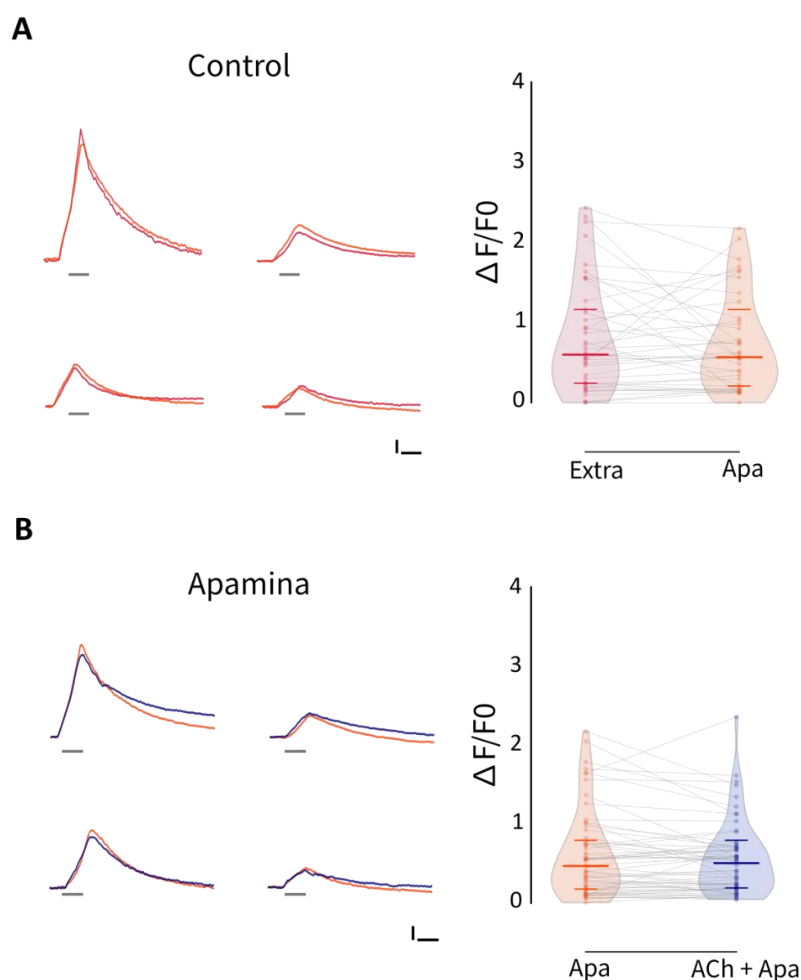 A
Control
4
3
2
1
0
ΔF/F0
Extra
Apa
B
Apamina
4
3
2
1
0
ΔF/F0
Apa
ACh + Apa